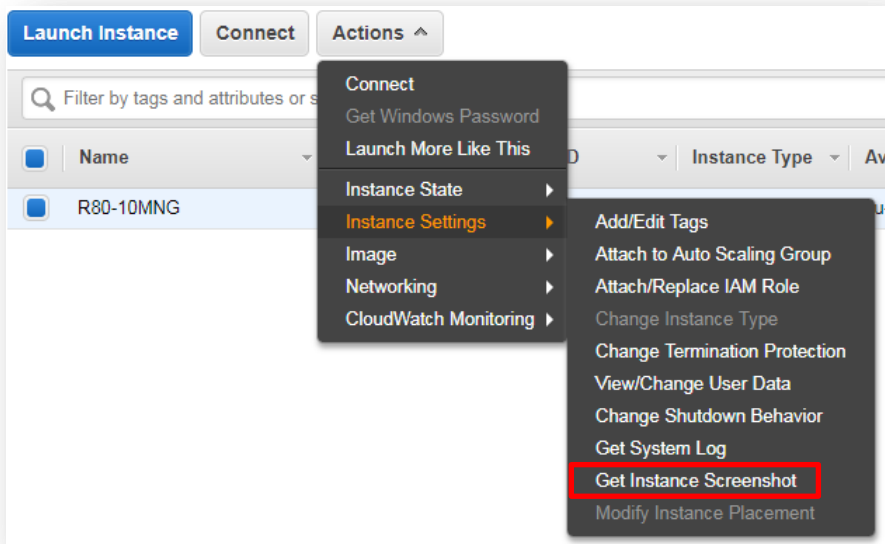 Launch Instance Connect Actions
Filter by tags and attributes or s
Name Instance Type
R80-10MNG
Connect
Get Windows Password
Launch More Like This
Instance State
Instance Settings
Image
Networking
CloudWatch Monitoring
Add/Edit Tags
Attach to Auto Scaling Group
Attach/Replace IAM Role
Change Instance Type
Change Termination Protection
View/Change User Data
Change Shutdown Behavior
Get System Log
Get Instance Screenshot
Modify Instance Placement